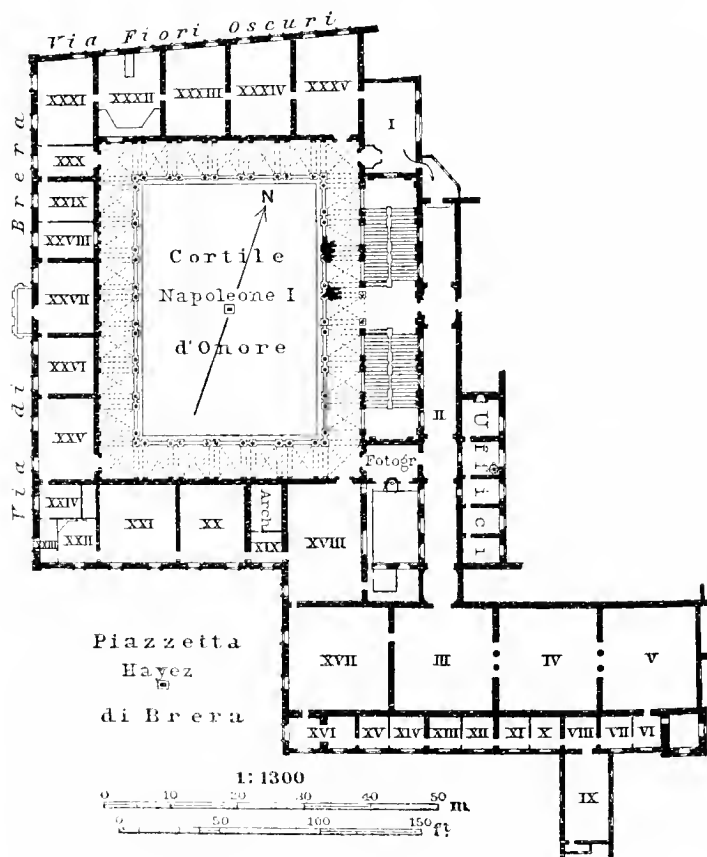 Via Fiori Oscuri
Via di Brera
XXXI
XXXII
XXXIII
XXXIV
XXXV
I
XXX
XXIX
XXVIII
XXVII
XXVI
XXV
N
Cortile
Napoleone I
d'Onore
II
Uffici
Fotogr
XXIV
XXIII
XXII
XXI
XX
Arch
XIX
XVIII
XVII
III
IV
V
Piazzetta
Hayez
di Brera
XVI
XV
XIV
XIII
XII
XI
X
VIII
VII
VI
IX
1:1300
0 10 20 30 40 50 m
0 50 100 150 ft